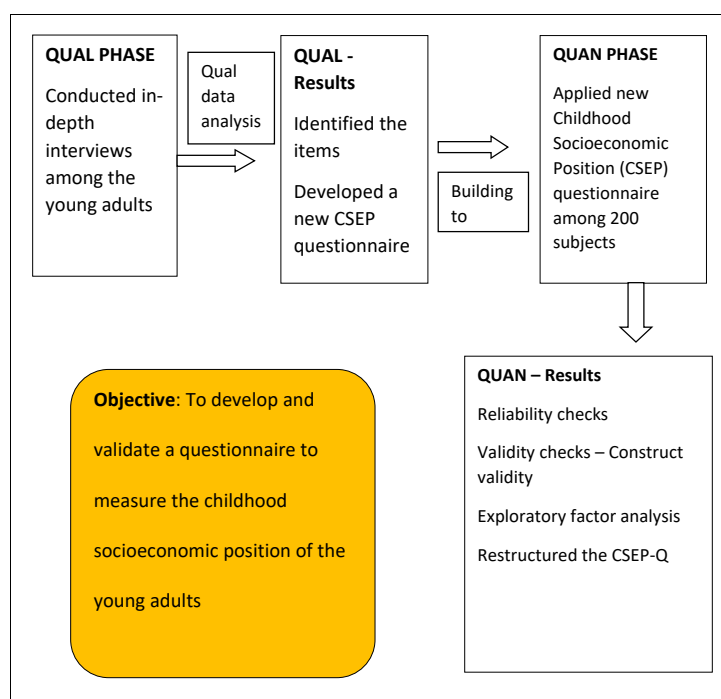 QUAL PHASE
Conducted in-
depth
interviews
among the
young adults
Qual
data
analysis
QUAL -
Results
Identified the
items
Developed a
new CSEP
questionnaire
Building
to
QUAN PHASE
Applied new
Childhood
Socioeconomic
Position (CSEP)
questionnaire
among 200
subjects
Objective: To develop and
validate a questionnaire to
measure the childhood
socioeconomic position of the
young adults
QUAN – Results
Reliability checks
Validity checks – Construct
validity
Exploratory factor analysis
Restructured the CSEP-Q